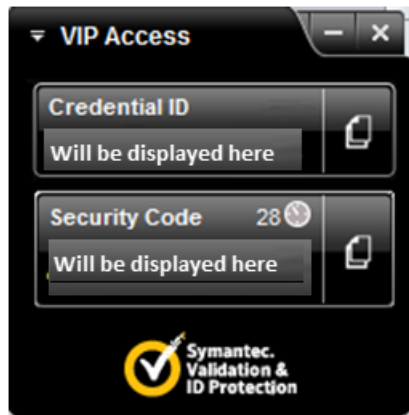 VIP Access
Credential ID
Will be displayed here
Security Code 28
Will be displayed here
Symantec.
Validation &
ID Protection